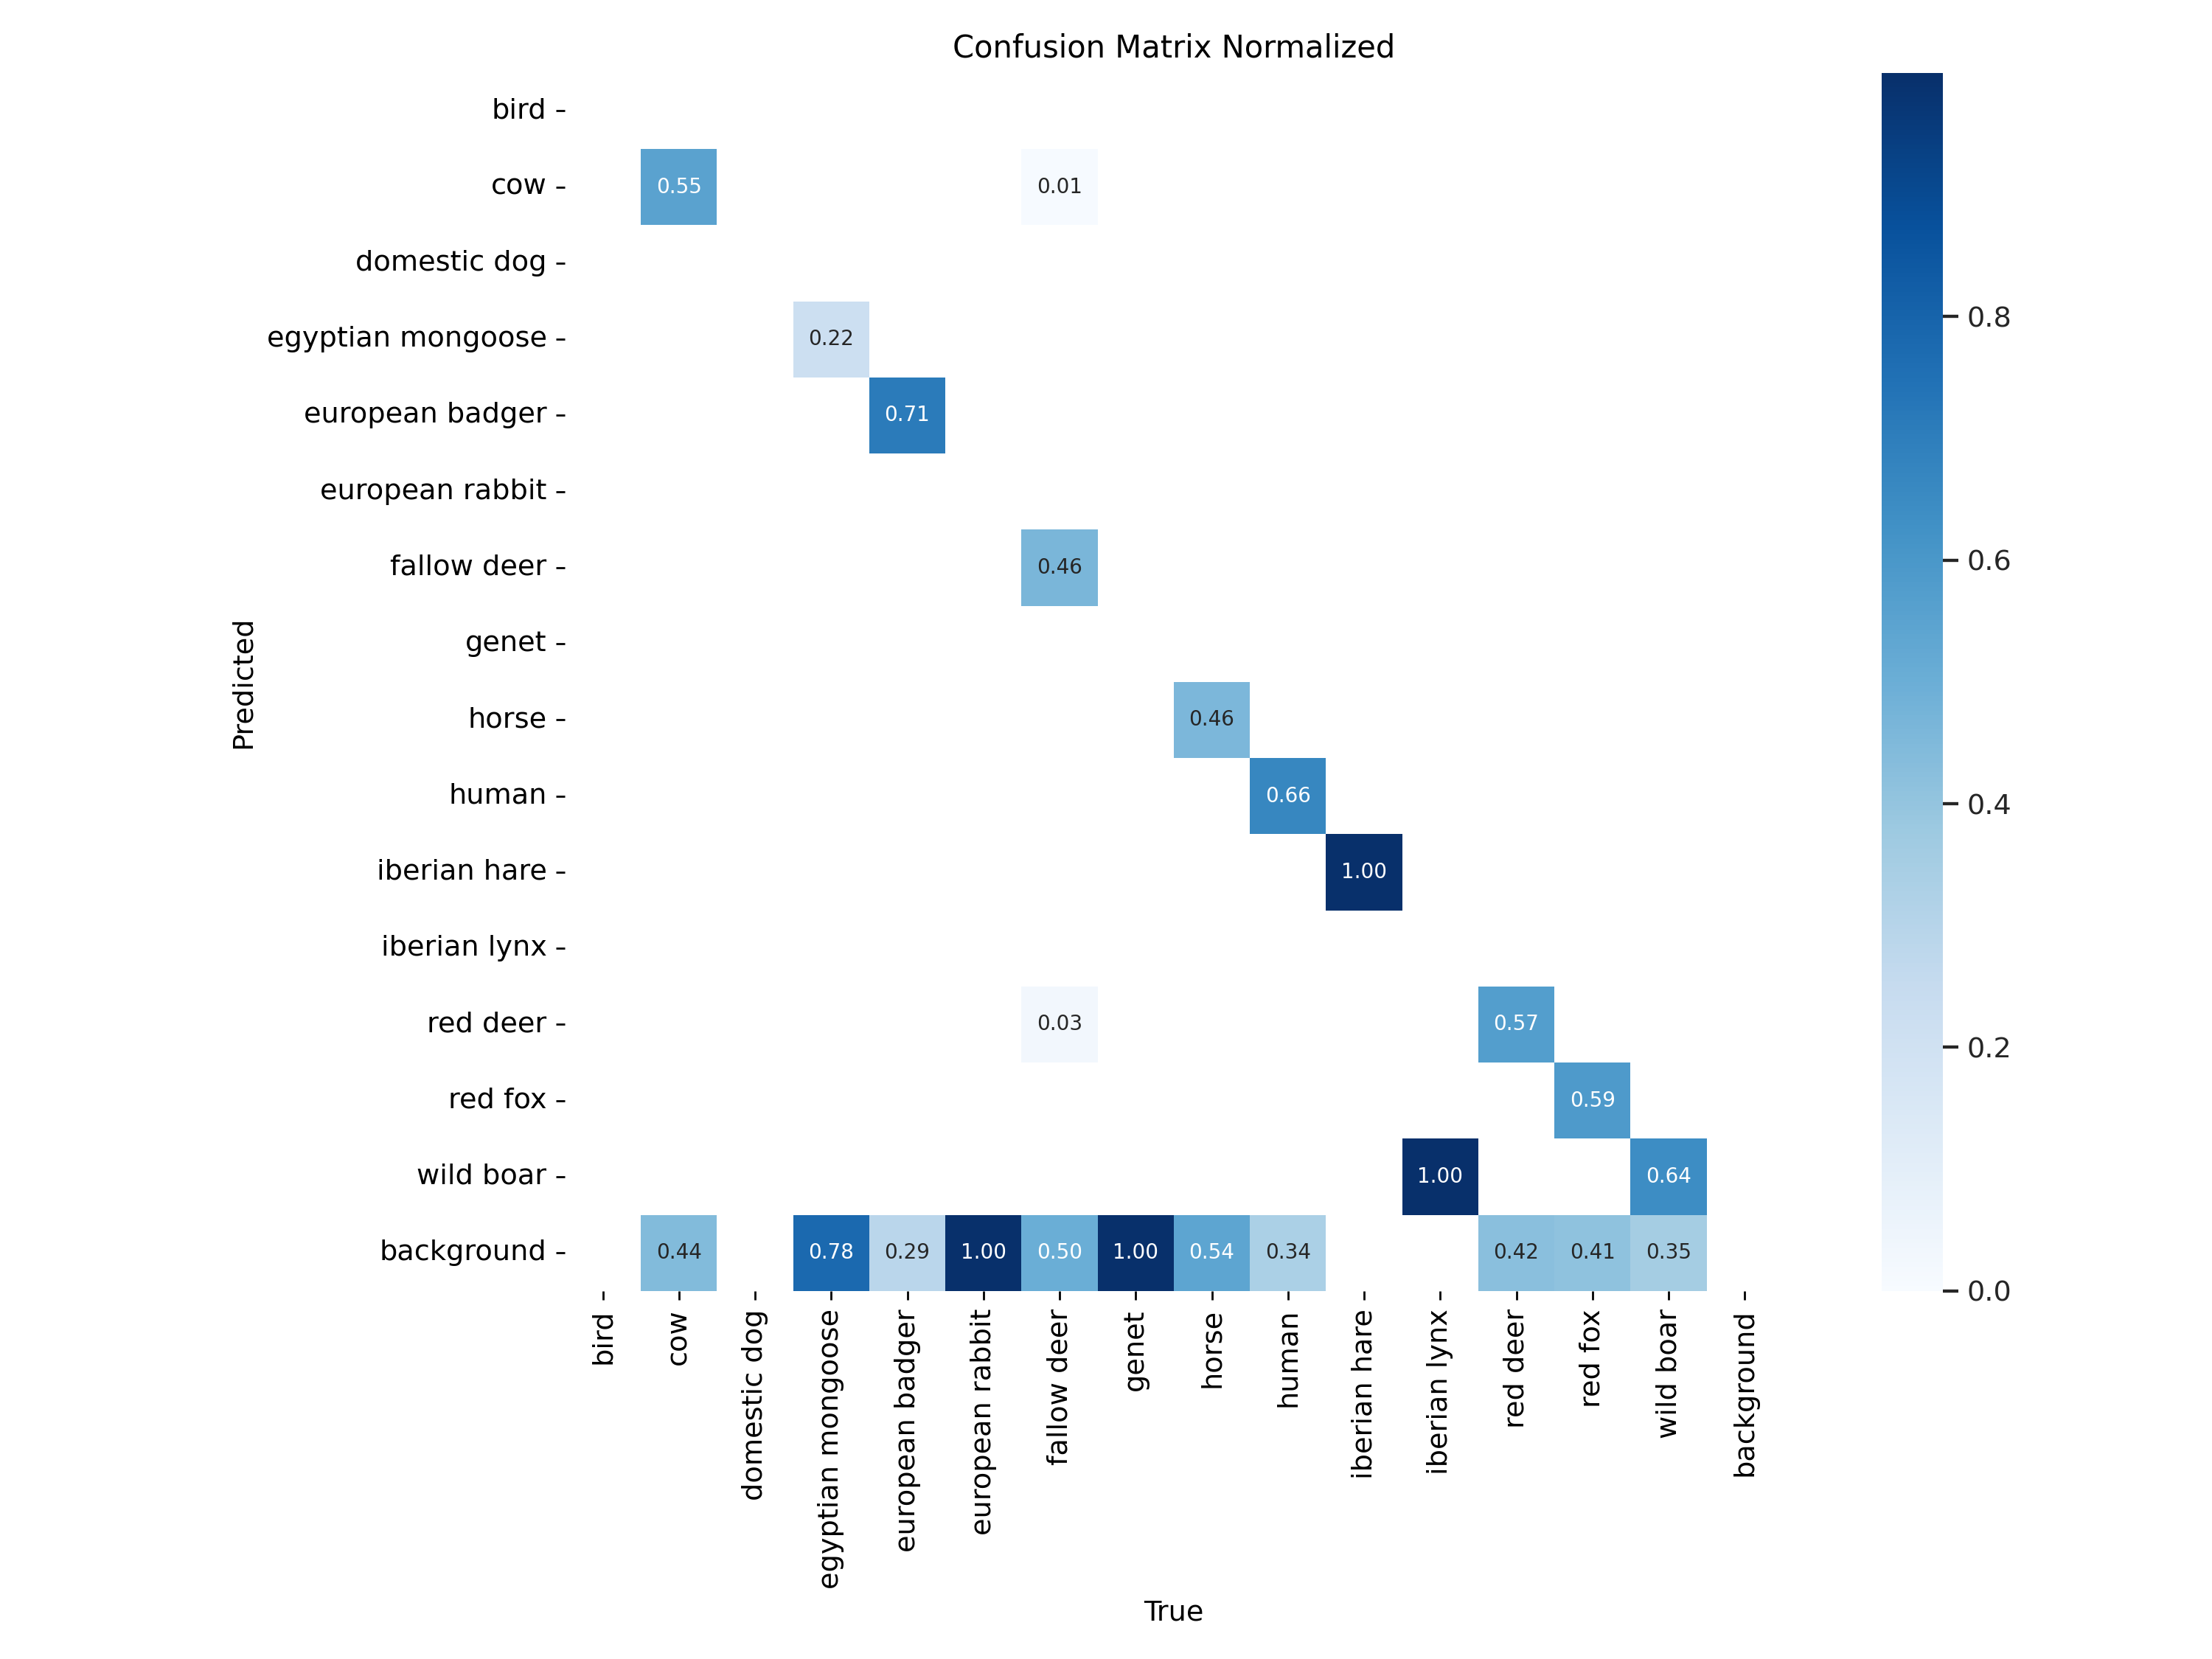 Confusion Matrix Normalized
bird
cow 0.55 0.01
domestic dog
egyptian mongoose 0.22
european badger 0.71
european rabbit
fallow deer 0.46
genet
horse 0.46
human 0.66
iberian hare 1.00
iberian lynx
red deer 0.03 0.57
red fox 0.59
wild boar 1.00 0.64
background 0.44 0.78 0.29 1.00 0.50 1.00 0.54 0.34 0.42 0.41 0.35
Predicted
bird
cow
domestic dog
egyptian mongoose
european badger
european rabbit
fallow deer
genet
horse
human
iberian hare
iberian lynx
red deer
red fox
wild boar
background
True
0.8
0.6
0.4
0.2
0.0